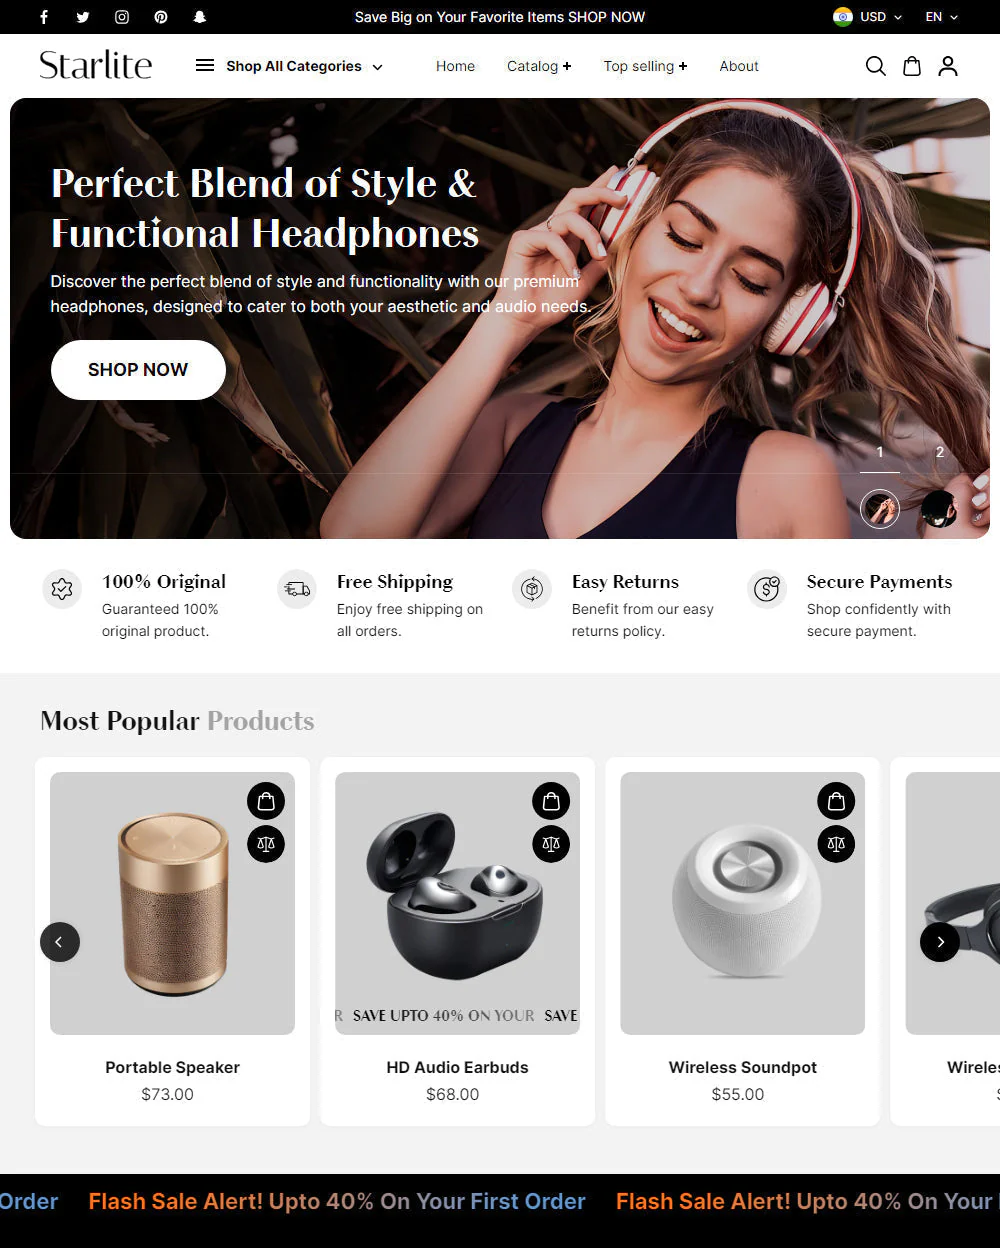 Save Big on Your Favorite Items SHOP NOW
USD
EN
Starlite
Shop All Categories
Home
Catalog +
Top selling +
About
Perfect Blend of Style &
Functional Headphones
Discover the perfect blend of style and functionality with our premium
headphones, designed to cater to both your aesthetic and audio needs.
SHOP NOW
1
2
100% Original
Guaranteed 100%
original product.
Free Shipping
Enjoy free shipping on
all orders.
Easy Returns
Benefit from our easy
returns policy.
Secure Payments
Shop confidently with
secure payment.
Most Popular Products
R SAVE UPTO 40% ON YOUR SAVE
Portable Speaker
$73.00
HD Audio Earbuds
$68.00
Wireless Soundpot
$55.00
Order Flash Sale Alert! Upto 40% On Your First Order Flash Sale Alert! Upto 40% On Your